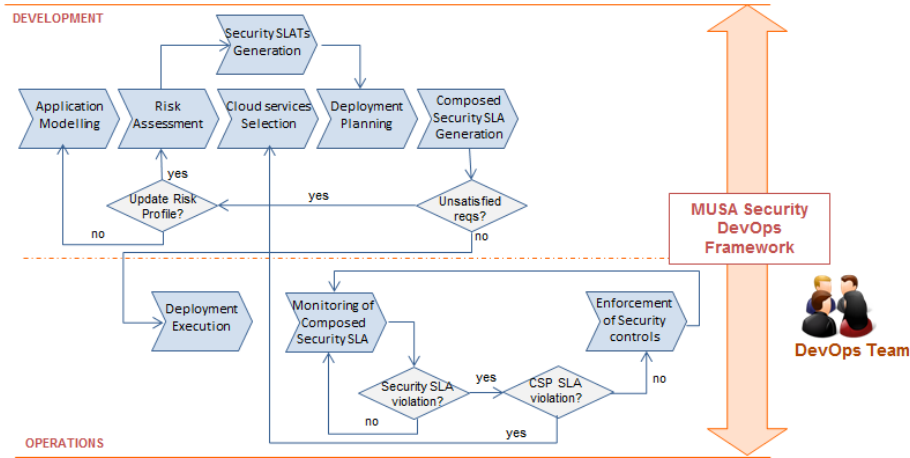 DEVELOPMENT
Security SLATs
Generation
Application
Modelling
Risk
Assessment
Cloud services
Selection
Deployment
Planning
Composed
Security SLA
Generation
yes
Update Risk
Profile?
yes
Unsatisfied
reqs?
no
no
MUSA Security
DevOps
Framework
Deployment
Execution
Monitoring of
Composed
Security SLA
Enforcement
of Security
controls
DevOps Team
Security SLA
violation?
yes
CSP SLA
violation?
no
no
yes
OPERATIONS